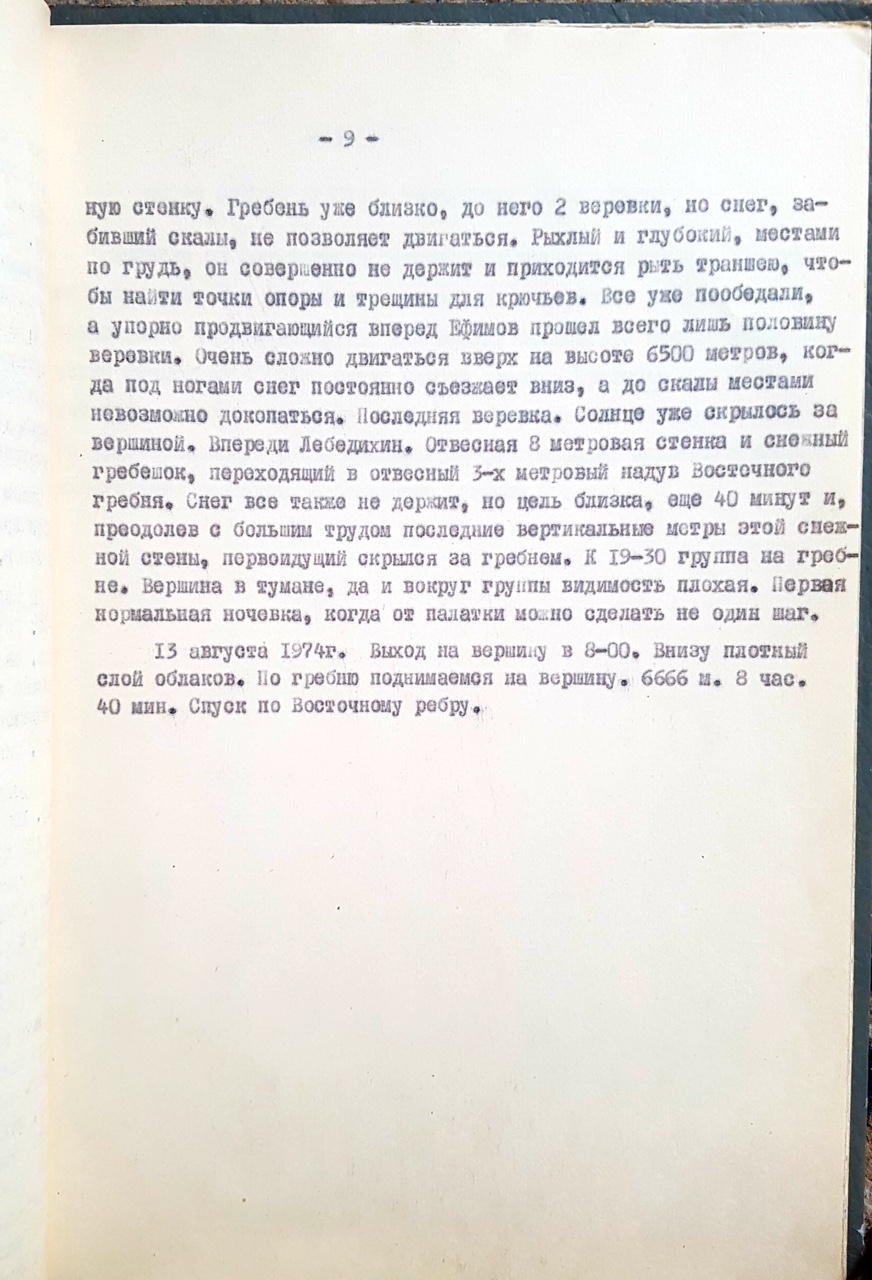 - 9 -
ную стенку. Гребень уже близко, до него 2 веревки, но снег, за-
бивший скалы, не позволяет двигаться. Рыхлый и глубокий, местами
по грудь, он совершенно не держит и приходится рыть траншею, что-
бы найти точки опоры и трещины для крючьев. Все уже пообедали,
а упорно продвигающийся вперед Ефимов прошел всего лишь половину
веревки. Очень сложно двигаться вверх на высоте 6500 метров, ког-
да под ногами снег постоянно съезжает вниз, а до скалы местами
невозможно докопаться. Последняя веревка. Солнце уже скрылось за
вершиной. Впереди Лебедихин. Отвесная 8 метровая стенка и снежный
гребешок, переходящий в отвесный 3-х метровый надув Восточного
гребня. Снег все также не держит, но цель близка, еще 40 минут и,
преодолев с большим трудом последние вертикальные метры этой снеж-
ной стены, первоидущий скрылся за гребнем. К 19-30 группа на греб-
не. Вершина в тумане, да и вокруг группы видимость плохая. Первая
нормальная ночевка, когда от палатки можно сделать не один шаг.
13 августа 1974г. Выход на вершину в 8-00. Внизу плотный
слой облаков. По гребню поднимаемся на вершину. 6666 м. 8 час.
40 мин. Спуск по Восточному ребру.